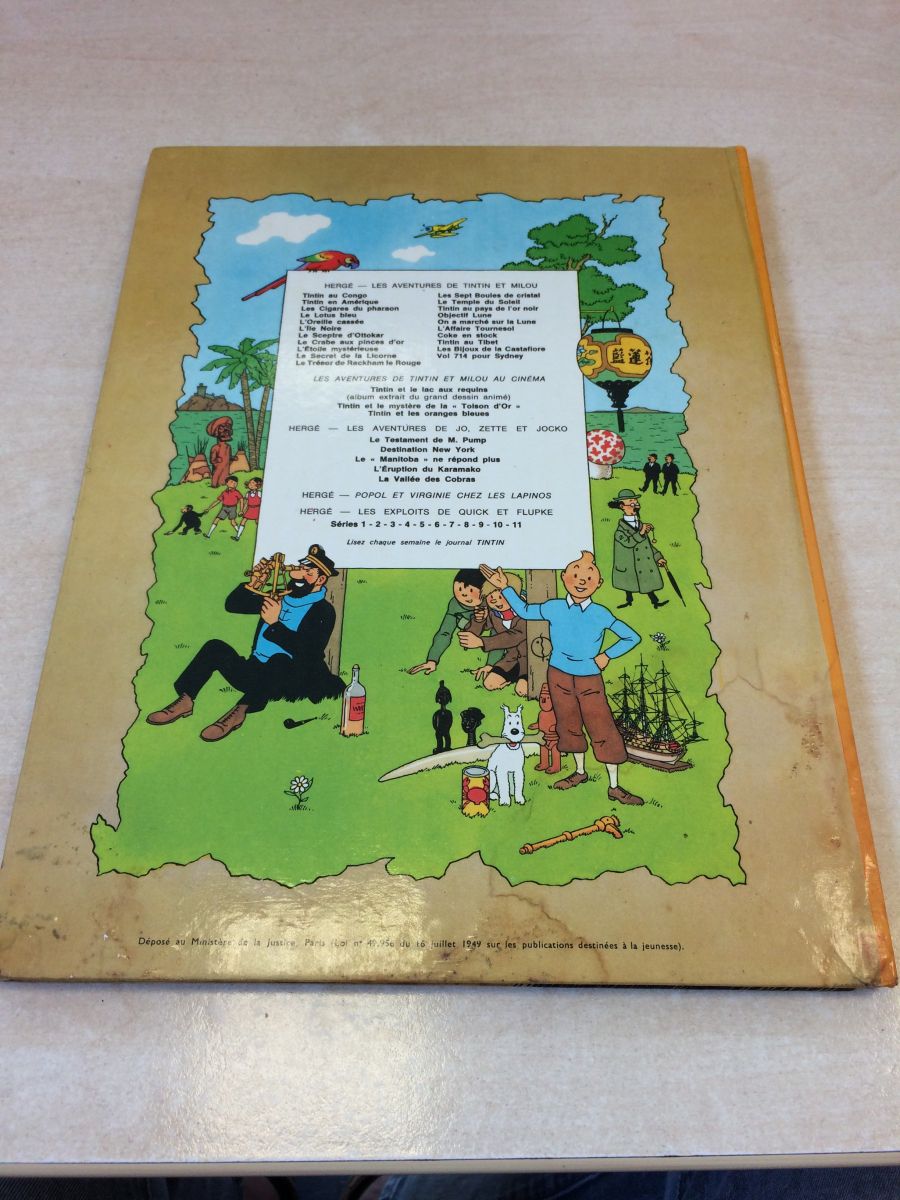 HERGÉ — LES AVENTURES DE TINTIN ET MILOU
Tintin au Congo
Tintin en Amérique
Les Cigares du pharaon
Le Lotus bleu
L'Oreille cassée
L'Île Noire
Le Sceptre d'Ottokar
Le Crabe aux pinces d'or
L'Étoile mystérieuse
Le Secret de la Licorne
Le Trésor de Rackham le Rouge
Les Sept Boules de cristal
Le Temple du Soleil
Tintin au pays de l'or noir
Objectif Lune
On a marché sur la Lune
L'Affaire Tournesol
Coke en stock
Tintin au Tibet
Les Bijoux de la Castafiore
Vol 714 pour Sydney
LES AVENTURES DE TINTIN ET MILOU AU CINÉMA
Tintin et le lac aux requins
(album extrait du grand dessin animé)
Tintin et le mystère de la « Toison d'Or »
Tintin et les oranges bleues
HERGÉ — LES AVENTURES DE JO, ZETTE ET JOCKO
Le Testament de M. Pump
Destination New York
Le « Manitoba » ne répond plus
L'Éruption du Karamako
La Vallée des Cobras
HERGÉ — POPOL ET VIRGINIE CHEZ LES LAPINOS
HERGÉ — LES EXPLOITS DE QUICK ET FLUPKE
Séries 1 - 2 - 3 - 4 - 5 - 6 - 7 - 8 - 9 - 10 - 11
Lisez chaque semaine le journal TINTIN
藍蓮
Déposé au Ministère de la Justice, Paris (Loi n° 49.956 du 16 juillet 1949 sur les publications destinées à la jeunesse).